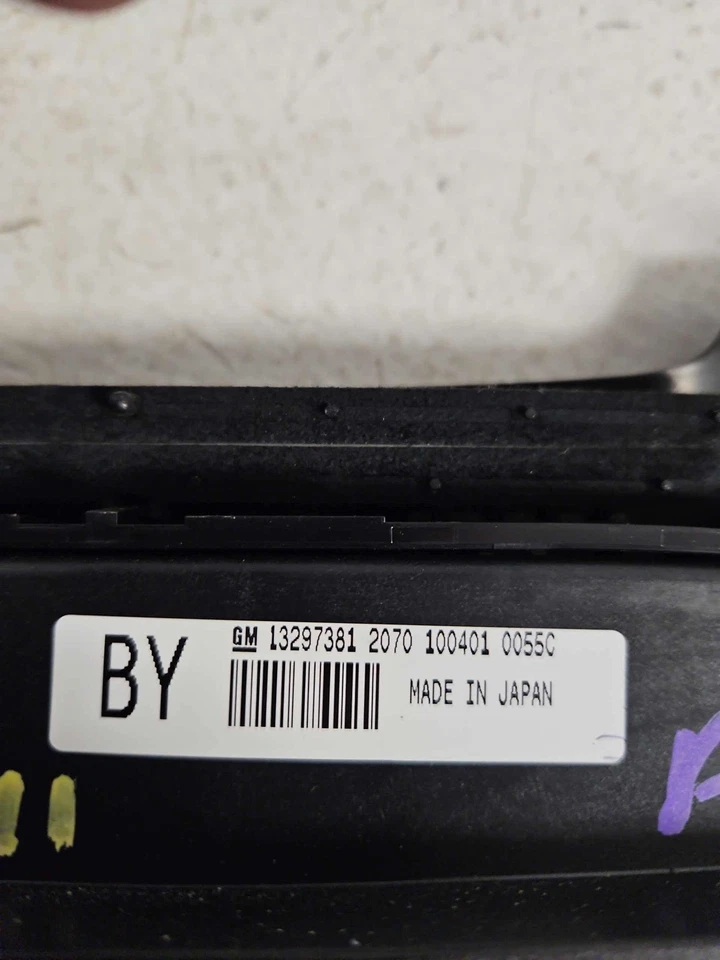 BY
GM 13297381 2070 100401 0055C
MADE IN JAPAN